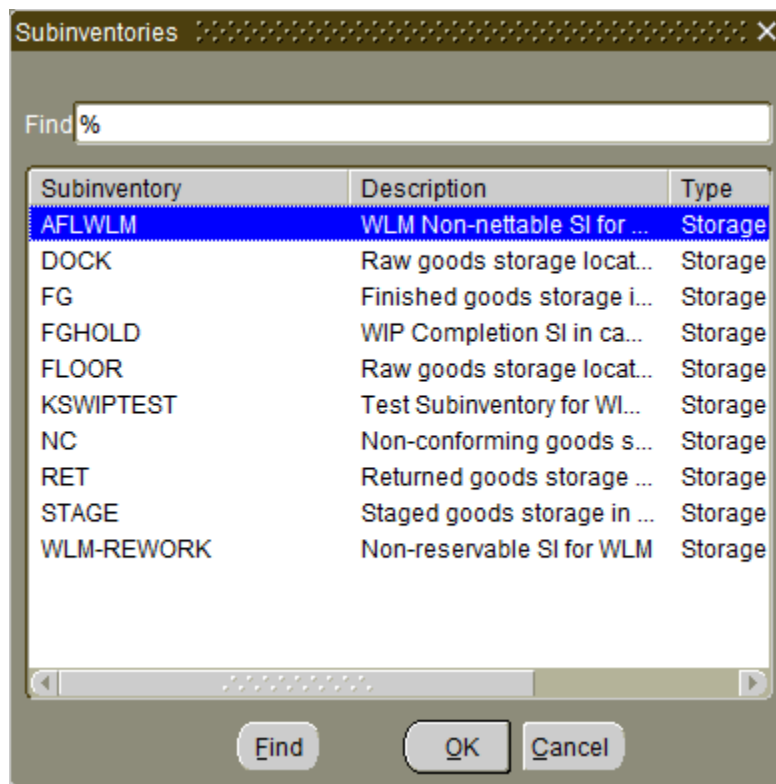 Subinventories
Find %
Subinventory Description Type
AFLWLM WLM Non-nettable SI for ... Storage
DOCK Raw goods storage locat... Storage
FG Finished goods storage i... Storage
FGHOLD WIP Completion SI in ca... Storage
FLOOR Raw goods storage locat... Storage
KSWIPTEST Test Subinventory for WI... Storage
NC Non-conforming goods s... Storage
RET Returned goods storage ... Storage
STAGE Staged goods storage in ... Storage
WLM-REWORK Non-reservable SI for WLM Storage
Find OK Cancel